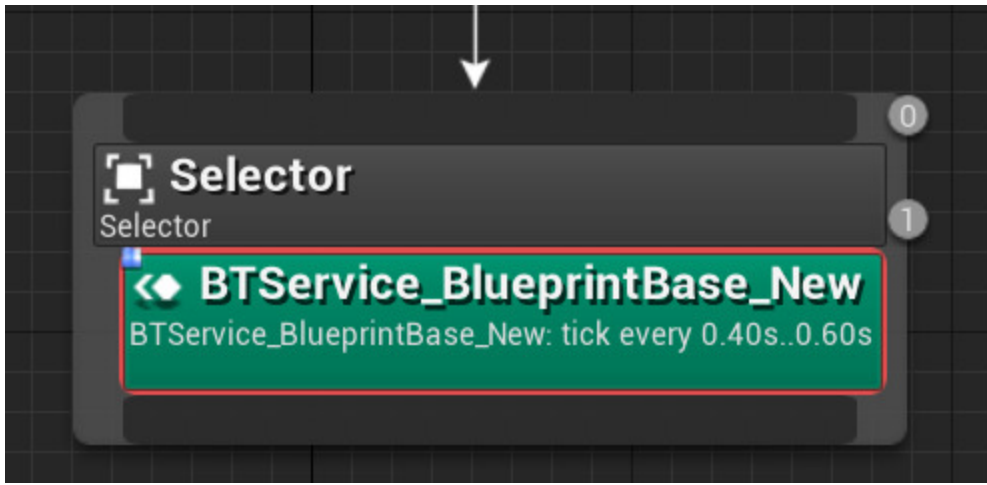 0
Selector
Selector
1
BTService_BlueprintBase_New
BTService_BlueprintBase_New: tick every 0.40s..0.60s